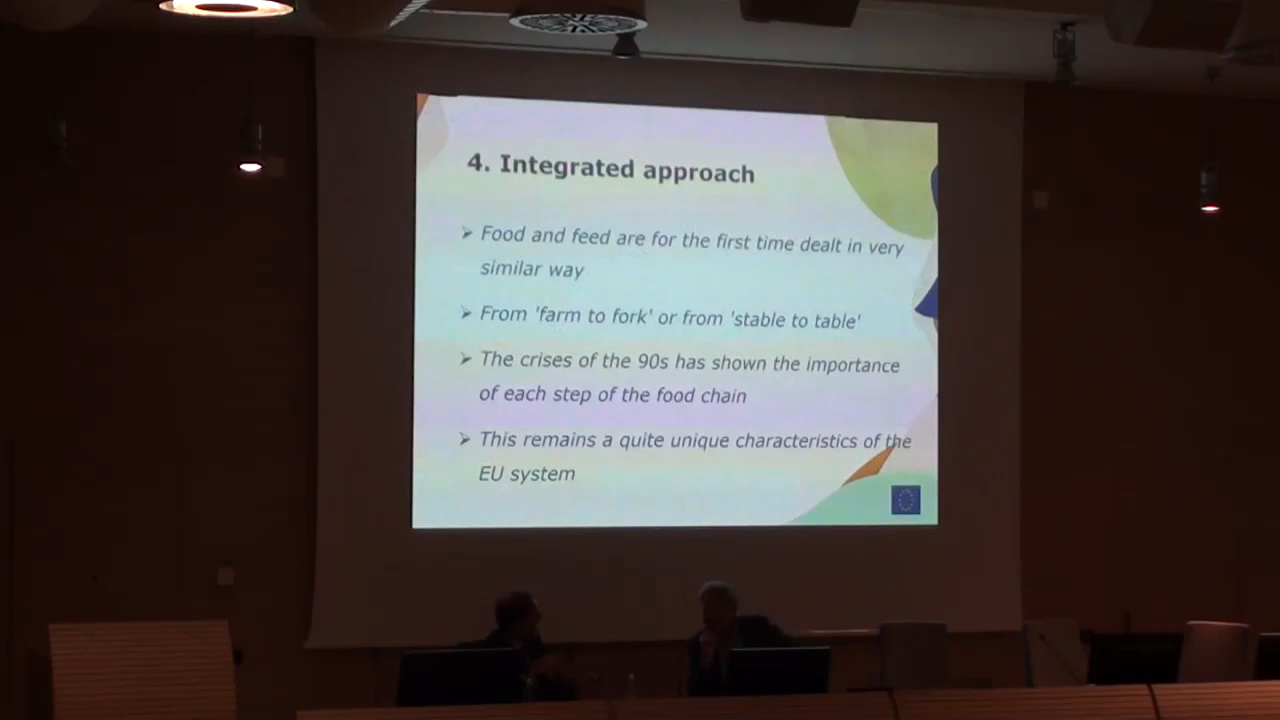 4. Integrated approach
➢ Food and feed are for the first time dealt in very
similar way
➢ From 'farm to fork' or from 'stable to table'
➢ The crises of the 90s has shown the importance
of each step of the food chain
➢ This remains a quite unique characteristics of the
EU system